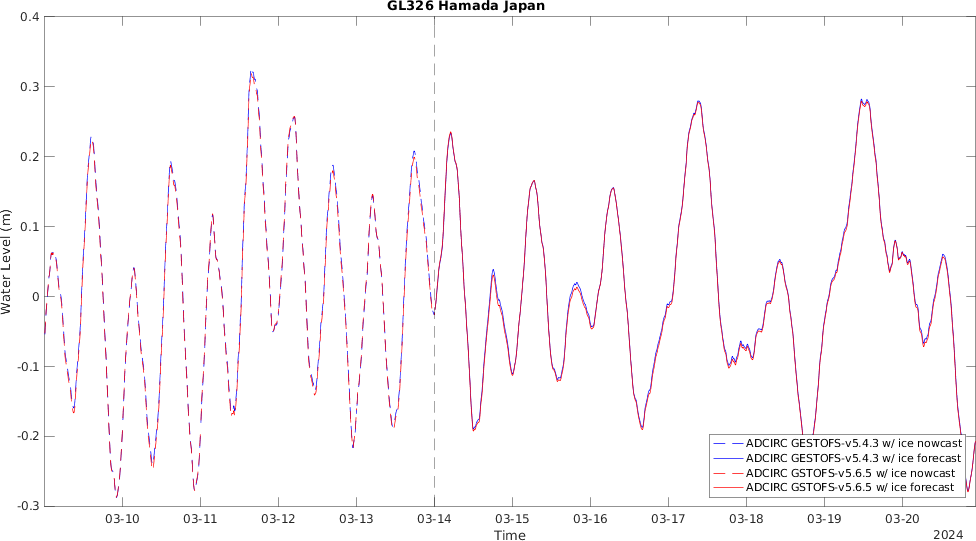 GL326 Hamada Japan
0.4
0.3
0.2
0.1
0
-0.1
-0.2
-0.3
Water Level (m)
03-10 03-11 03-12 03-13 03-14 03-15 03-16 03-17 03-18 03-19 03-20
Time
2024
ADCIRC GESTOFS-v5.4.3 w/ ice nowcast
ADCIRC GESTOFS-v5.4.3 w/ ice forecast
ADCIRC GSTOFS-v5.6.5 w/ ice nowcast
ADCIRC GSTOFS-v5.6.5 w/ ice forecast